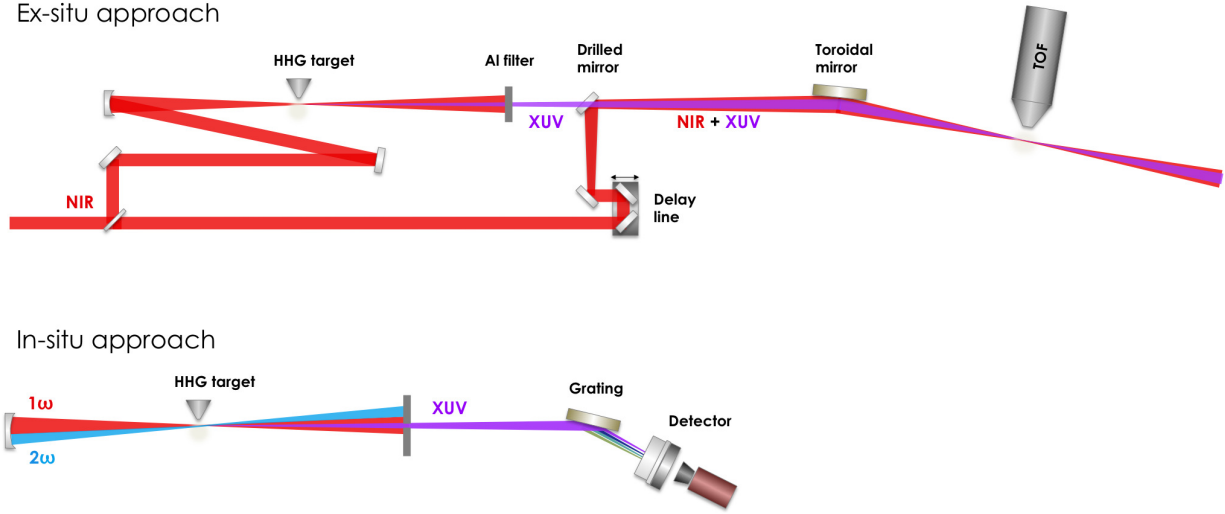 Ex-situ approach
HHG target
Al filter
Drilled
mirror
Toroidal
mirror
TOF
XUV
NIR + XUV
NIR
Delay
line
In-situ approach
HHG target
1ω
2ω
XUV
Grating
Detector